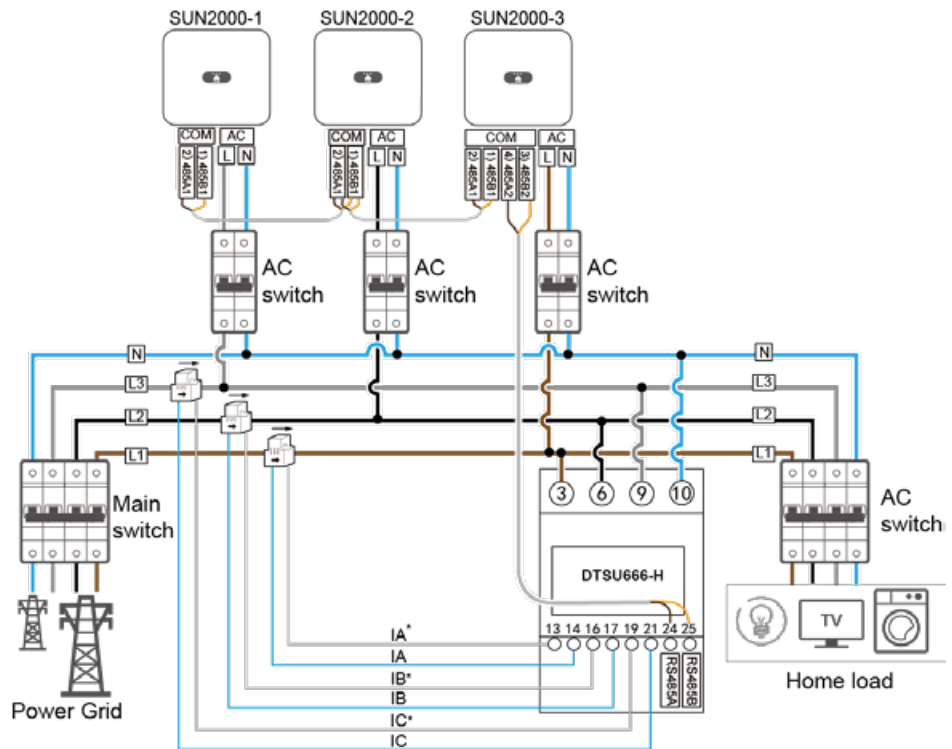 SUN2000-1
SUN2000-2
SUN2000-3
COM
AC
COM
AC
COM
AC
2) 485A1
1) 485B1
L
N
2) 485A1
1) 485B1
L
N
2) 485A1
1) 485B1
4) 485A2
3) 485B2
L
N
AC
switch
AC
switch
AC
switch
N
N
L3
L3
L2
L2
L1
L1
Main
switch
3
6
9
10
AC
switch
DTSU666-H
TV
13
14
16
17
19
21
24
25
IA*
IA
IB*
IB
IC*
IC
RS485A
RS485B
Power Grid
Home load